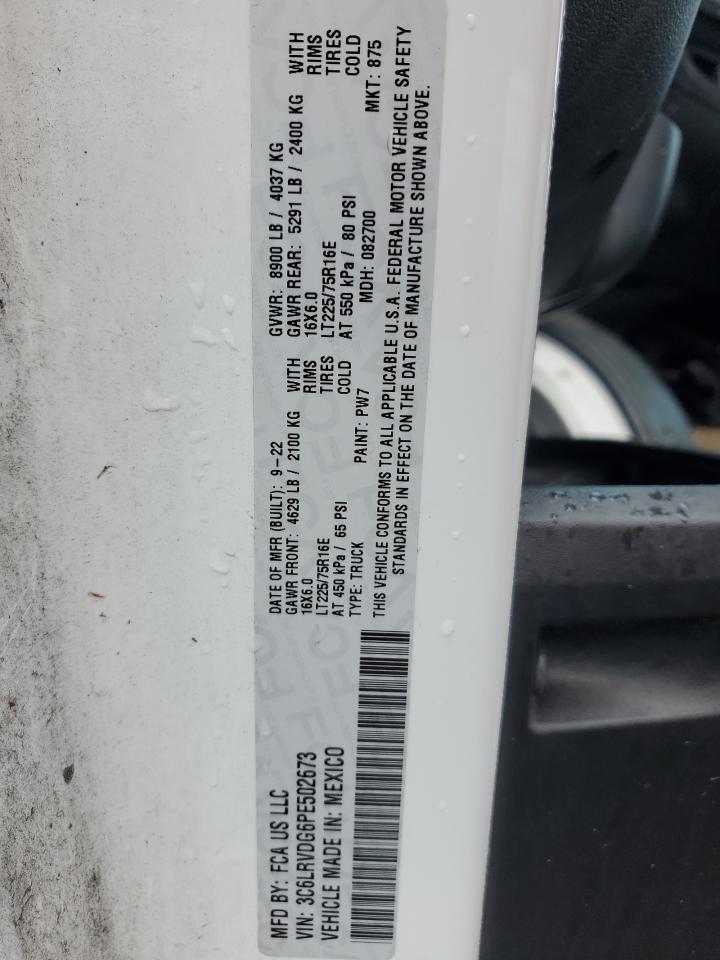 MFD BY: FCA US LLC
VIN: 3C6LRVDG6PE502673
VEHICLE MADE IN: MEXICO
DATE OF MFR (BUILT): 9-22 GVWR: 8900 LB / 4037 KG
GAWR FRONT: 4629 LB / 2100 KG WITH GAWR REAR: 5291 LB / 2400 KG WITH
16X6.0 RIMS 16X6.0 RIMS
LT225/75R16E TIRES LT225/75R16E TIRES
AT 450 kPa / 65 PSI COLD AT 550 kPa / 80 PSI COLD
TYPE: TRUCK PAINT: PW7 MDH: 082700 MKT: 875
THIS VEHICLE CONFORMS TO ALL APPLICABLE U.S.A. FEDERAL MOTOR VEHICLE SAFETY
STANDARDS IN EFFECT ON THE DATE OF MANUFACTURE SHOWN ABOVE.